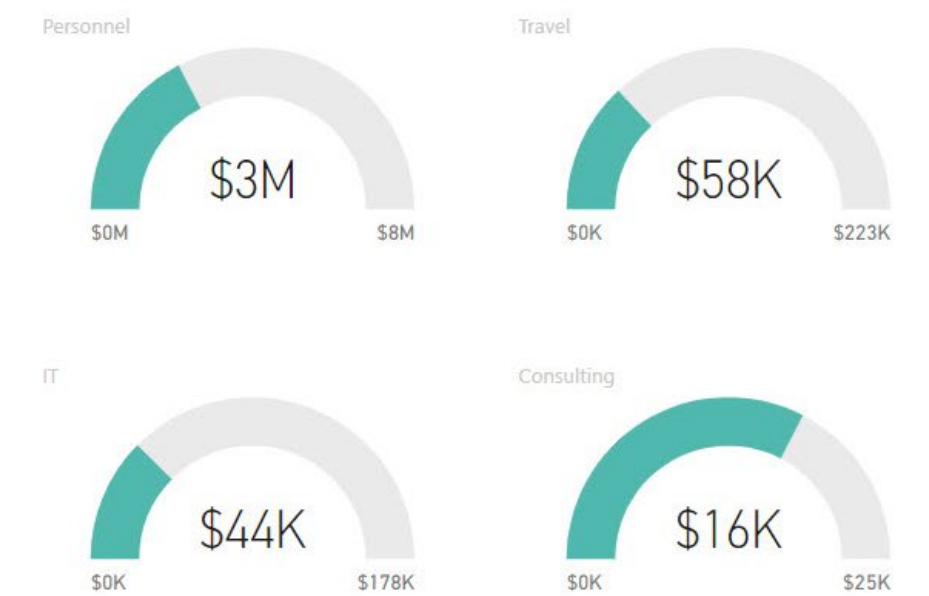 Personnel
$3M
$0M
$8M
Travel
$58K
$0K
$223K
IT
$44K
$0K
$178K
Consulting
$16K
$0K
$25K